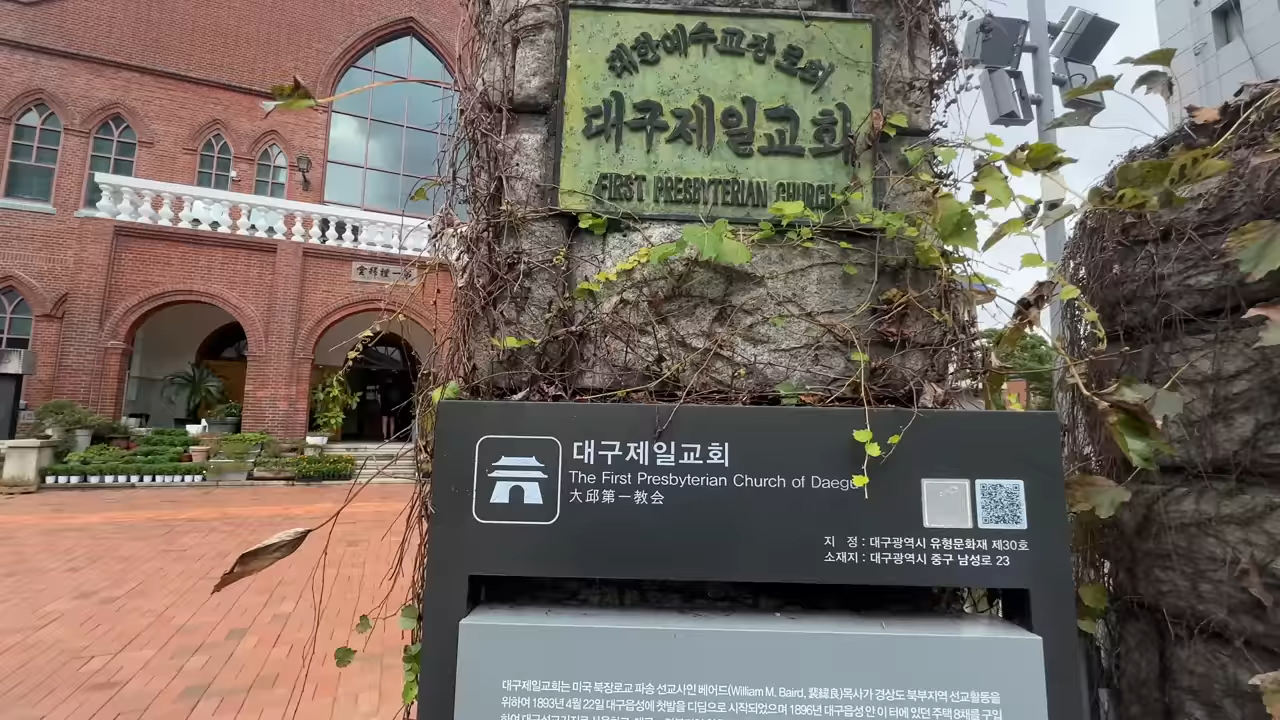 대한예수교장로회
대구제일교회
FIRST PRESBYTERIAN CHURCH
대구제일교회
The First Presbyterian Church of Daegu
大邱第一教会
지 정 : 대구광역시 유형문화재 제30호
소재지 : 대구광역시 중구 남성로 23
대구제일교회는 미국 북장로교 파송 선교사인 베어드(William M. Baird, 裵緯良)목사가 경상도 북부지역 선교활동을
위하여 1893년 4월 22일 대구읍성에 첫발을 디딤으로 시작되었으며 1896년 대구읍성 안 이 터에 있던 주택 8채를 구입